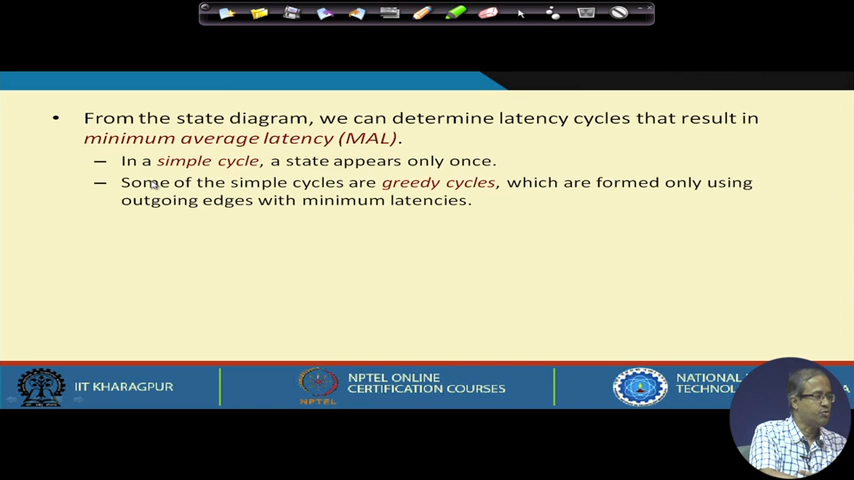 • From the state diagram, we can determine latency cycles that result in
minimum average latency (MAL).
– In a simple cycle, a state appears only once.
– Some of the simple cycles are greedy cycles, which are formed only using
outgoing edges with minimum latencies.
IIT KHARAGPUR
NPTEL
NPTEL ONLINE
CERTIFICATION COURSES